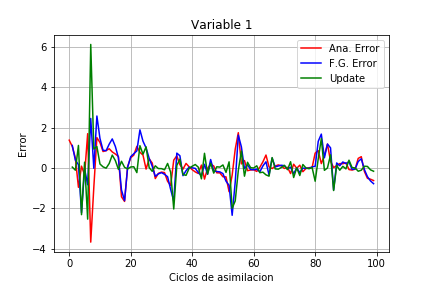 Variable 1
Ana. Error
F.G. Error
Update
Error
6
4
2
0
−2
−4
0 20 40 60 80 100
Ciclos de asimilacion